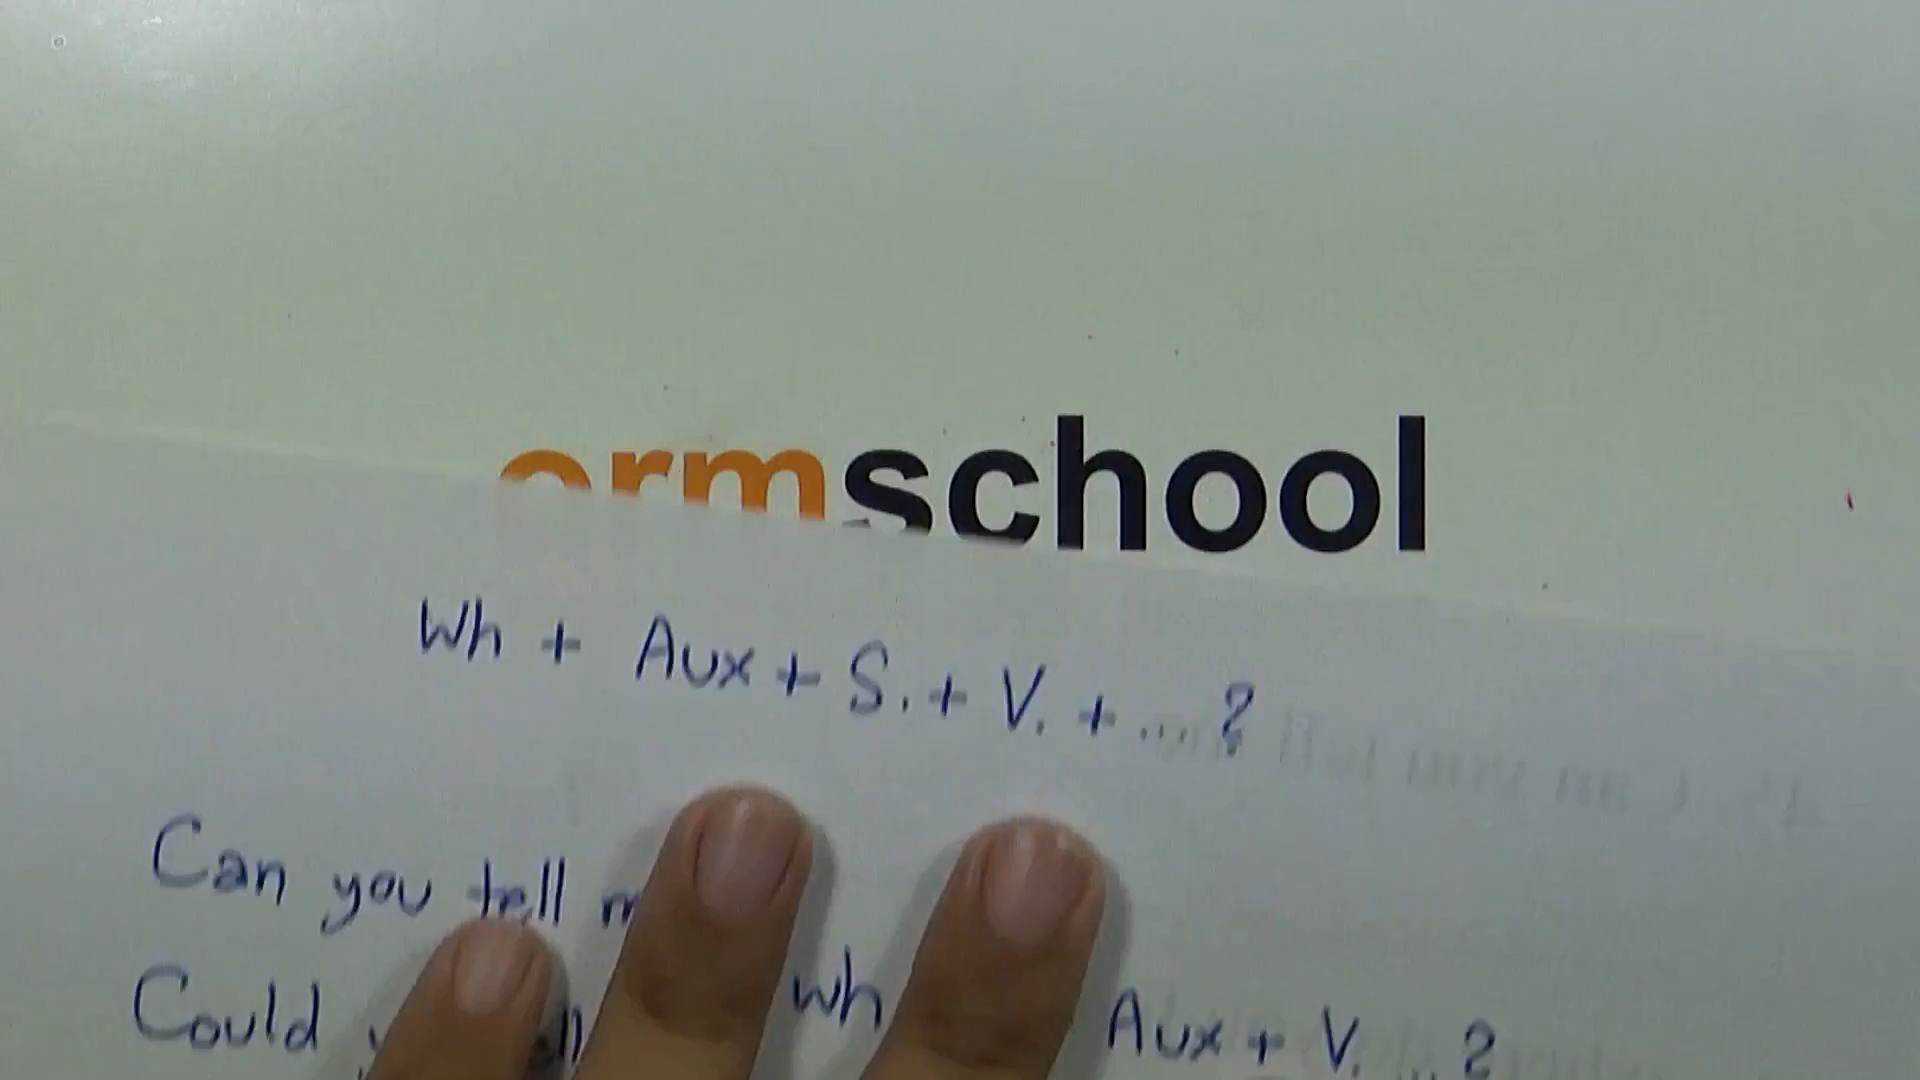 ormschool
Wh + Aux + S. + V. + ... ?
Can you tell
Could wh Aux + V. ... ?